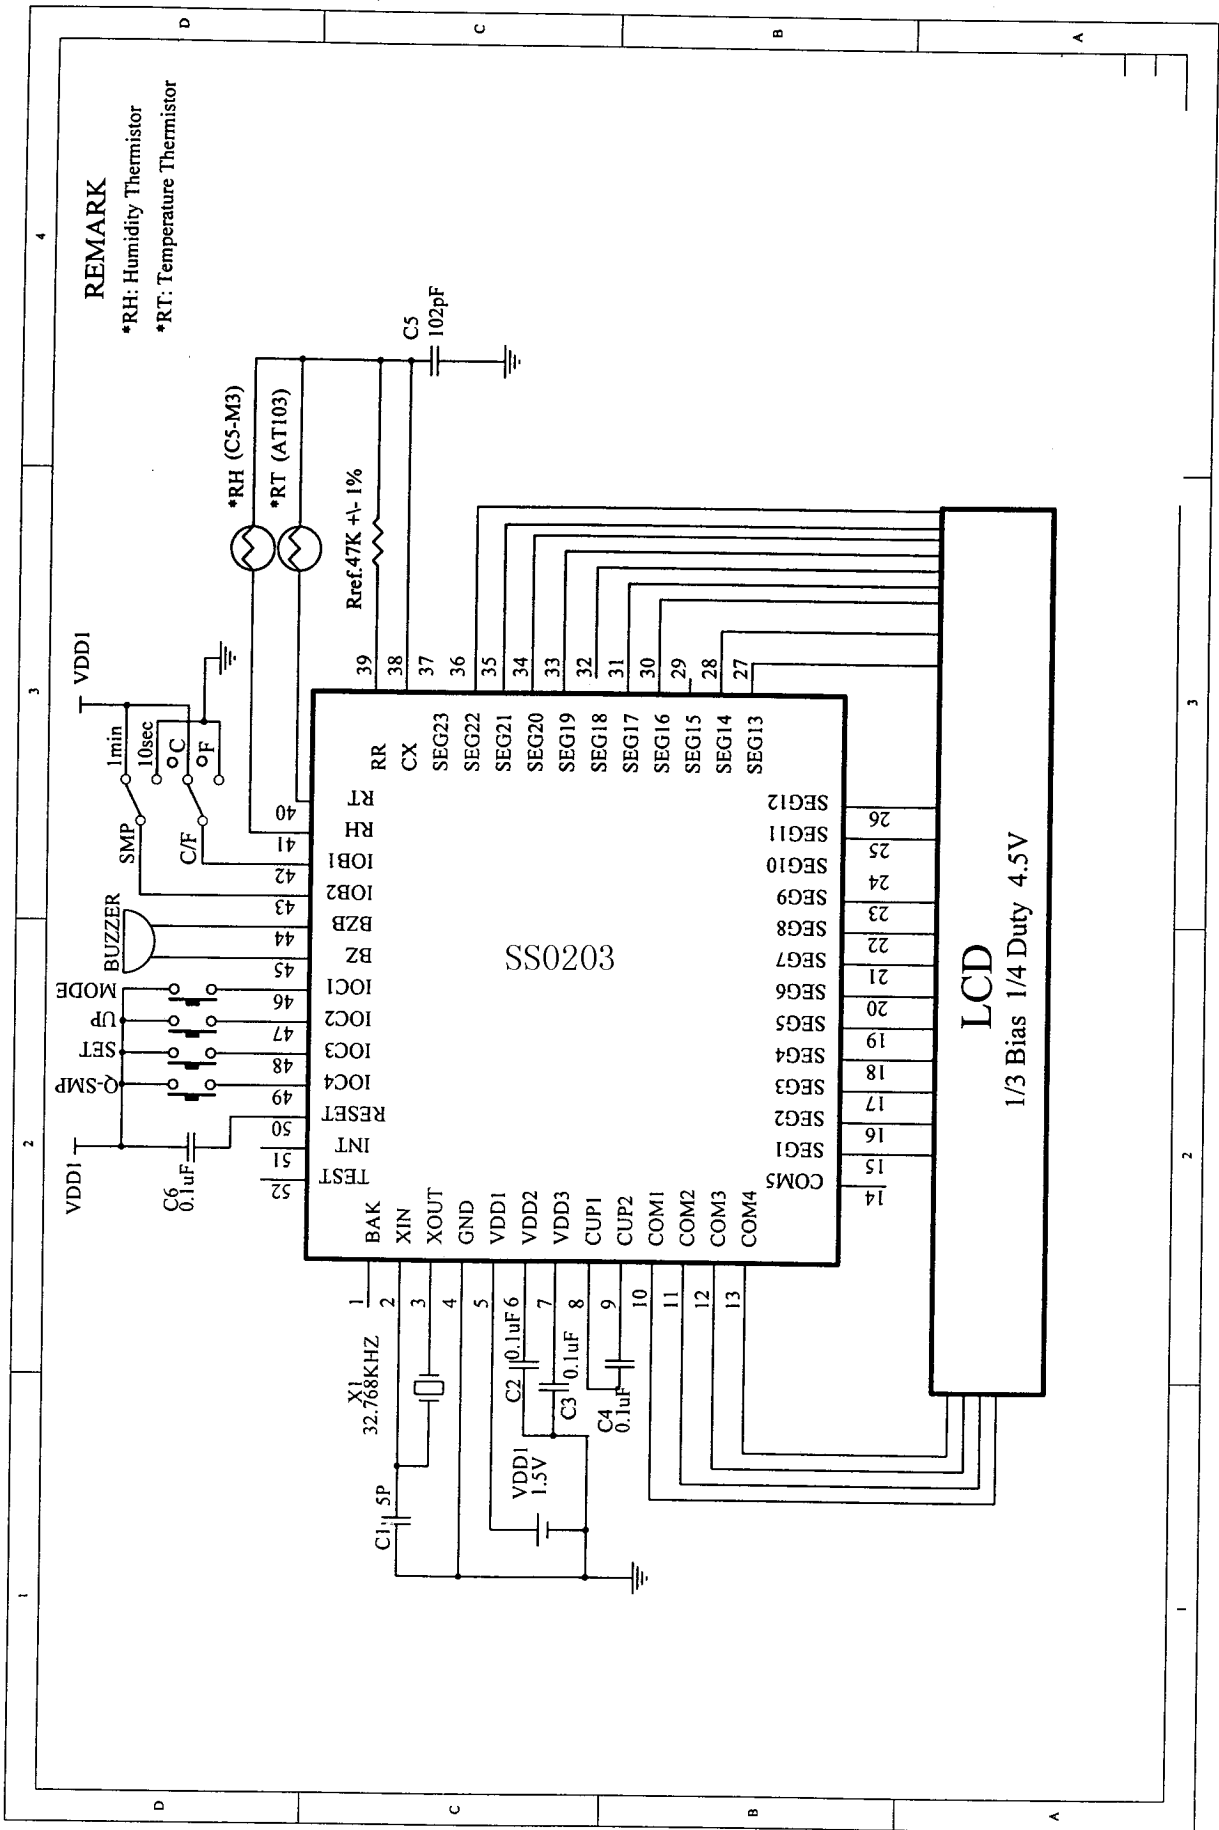 D
C
B
A
4
3
2
1
REMARK
*RH: Humidity Thermistor
*RT: Temperature Thermistor
VDD1
C6
0.1uF
Q-SMP
SET
UP
MODE
BUZZER
SMP
1min
10sec
C/F
°C
°F
VDD1
*RH (C5-M3)
*RT (AT103)
Rref.47K +\- 1%
C5
102pF
52
51
50
49
48
47
46
45
44
43
42
41
40
TEST
INT
RESET
IOC4
IOC3
IOC2
IOC1
BZ
BZB
IOB2
IOB1
RH
RT
X1
32.768KHZ
C1
5P
VDD1
1.5V
C2
0.1uF
C3
0.1uF
C4
0.1uF
1
2
3
4
5
6
7
8
9
10
11
12
13
BAK
XIN
XOUT
GND
VDD1
VDD2
VDD3
CUP1
CUP2
COM1
COM2
COM3
COM4
SS0203
RR
CX
SEG23
SEG22
SEG21
SEG20
SEG19
SEG18
SEG17
SEG16
SEG15
SEG14
SEG13
39
38
37
36
35
34
33
32
31
30
29
28
27
COM5
SEG1
SEG2
SEG3
SEG4
SEG5
SEG6
SEG7
SEG8
SEG9
SEG10
SEG11
SEG12
14
15
16
17
18
19
20
21
22
23
24
25
26
LCD
1/3 Bias 1/4 Duty 4.5V
D
C
B
A
1
2
3